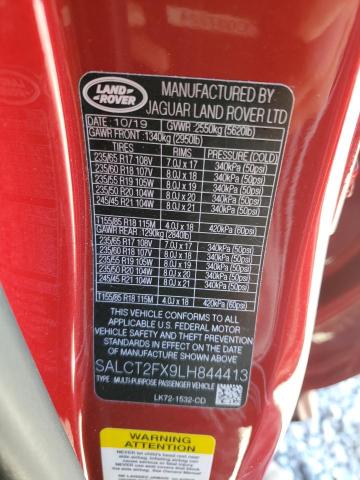 LAND
ROVER
MANUFACTURED BY
JAGUAR LAND ROVER LTD
DATE: 10/19 GVWR 2550kg (5620lb)
GAWR FRONT: 1340kg (2950lb)
TIRES RIMS PRESSURE (COLD)
235/65 R17 108V 7.0J x 17 340kPa (50psi)
235/60 R18 107V 8.0J x 18 340kPa (50psi)
235/55 R19 105W 8.0J x 19 340kPa (50psi)
235/50 R20 104W 8.0J x 20 340kPa (50psi)
245/45 R21 104W 8.0J x 21 340kPa (50psi)
T155/85 R18 115M 4.0J x 18 420kPa (60psi)
GAWR REAR 1290kg (2840lb)
235/65 R17 108V 7.0J x 17 340kPa (50psi)
235/60 R18 107V 8.0J x 18 340kPa (50psi)
235/55 R19 105W 8.0J x 19 340kPa (50psi)
235/50 R20 104W 8.0J x 20 340kPa (50psi)
245/45 R21 104W 8.0J x 21 340kPa (50psi)
T155/85 R18 115M 4.0J x 18 420kPa (60psi)
THIS VEHICLE CONFORMS TO ALL
APPLICABLE U.S. FEDERAL MOTOR
VEHICLE SAFETY AND BUMPER
STANDARDS IN EFFECT ON THE DATE OF
MANUFACTURE SHOWN ABOVE
SALCT2FX9LH844413
TYPE: MULTI-PURPOSE PASSENGER VEHICLE
LK72-1532-CD
WARNING